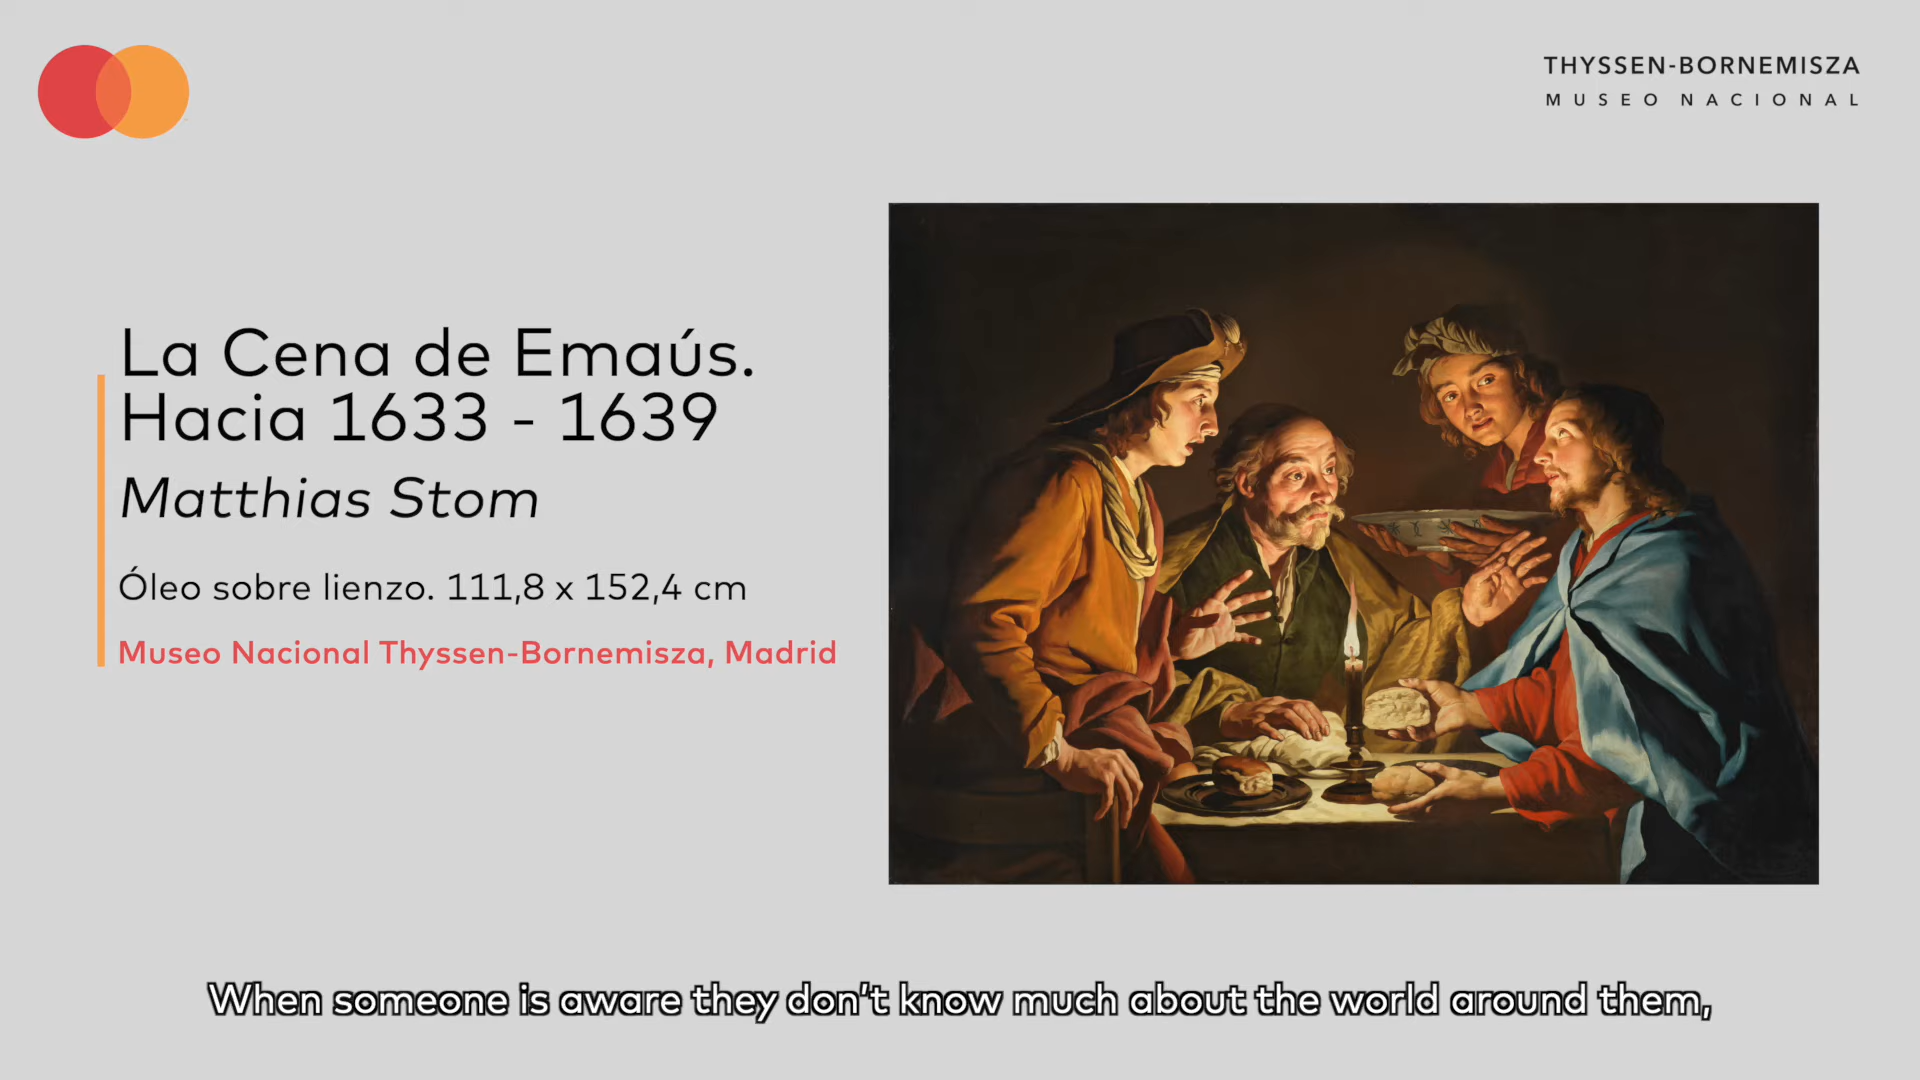 THYSSEN-BORNEMISZA
MUSEO NACIONAL
La Cena de Emaús.
Hacia 1633 - 1639
Matthias Stom
Óleo sobre lienzo. 111,8 x 152,4 cm
Museo Nacional Thyssen-Bornemisza, Madrid
When someone is aware they don't know much about the world around them,